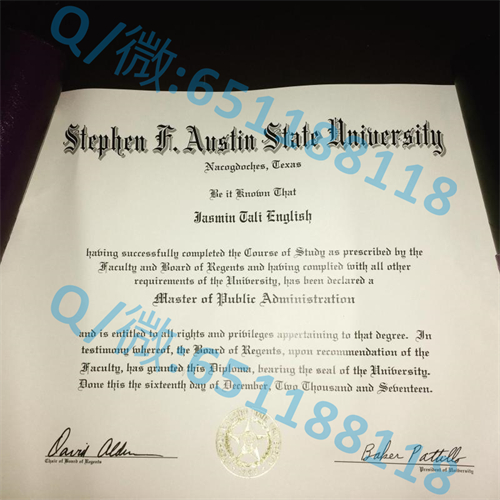 Q/微:651188118
Stephen F. Austin State University
Nacogdoches, Texas
Be it Known That
Jasmin Tali English
having successfully completed the Course of Study as prescribed by the
Faculty and Board of Regents and having complied with all other
requirements of the University, has been declared a
Master of Public Administration
and is entitled to all rights and privileges appertaining to that degree. In
testimony whereof, the Board of Regents, upon recommendation of the
Faculty, has granted this Diploma, bearing the seal of the University.
Done this the sixteenth day of December, Two Thousand and Seventeen.
Q/微:651188118
David Alders
Baker Pattillo
Chair of Board of Regents
President of University